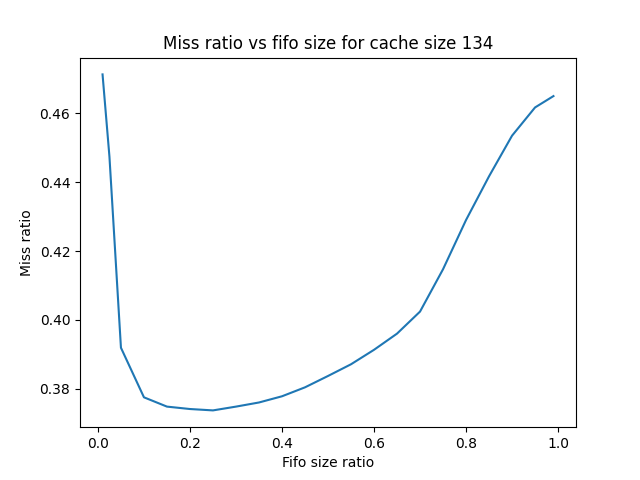 Miss ratio vs fifo size for cache size 134
Miss ratio
0.46
0.44
0.42
0.40
0.38
0.0 0.2 0.4 0.6 0.8 1.0
Fifo size ratio